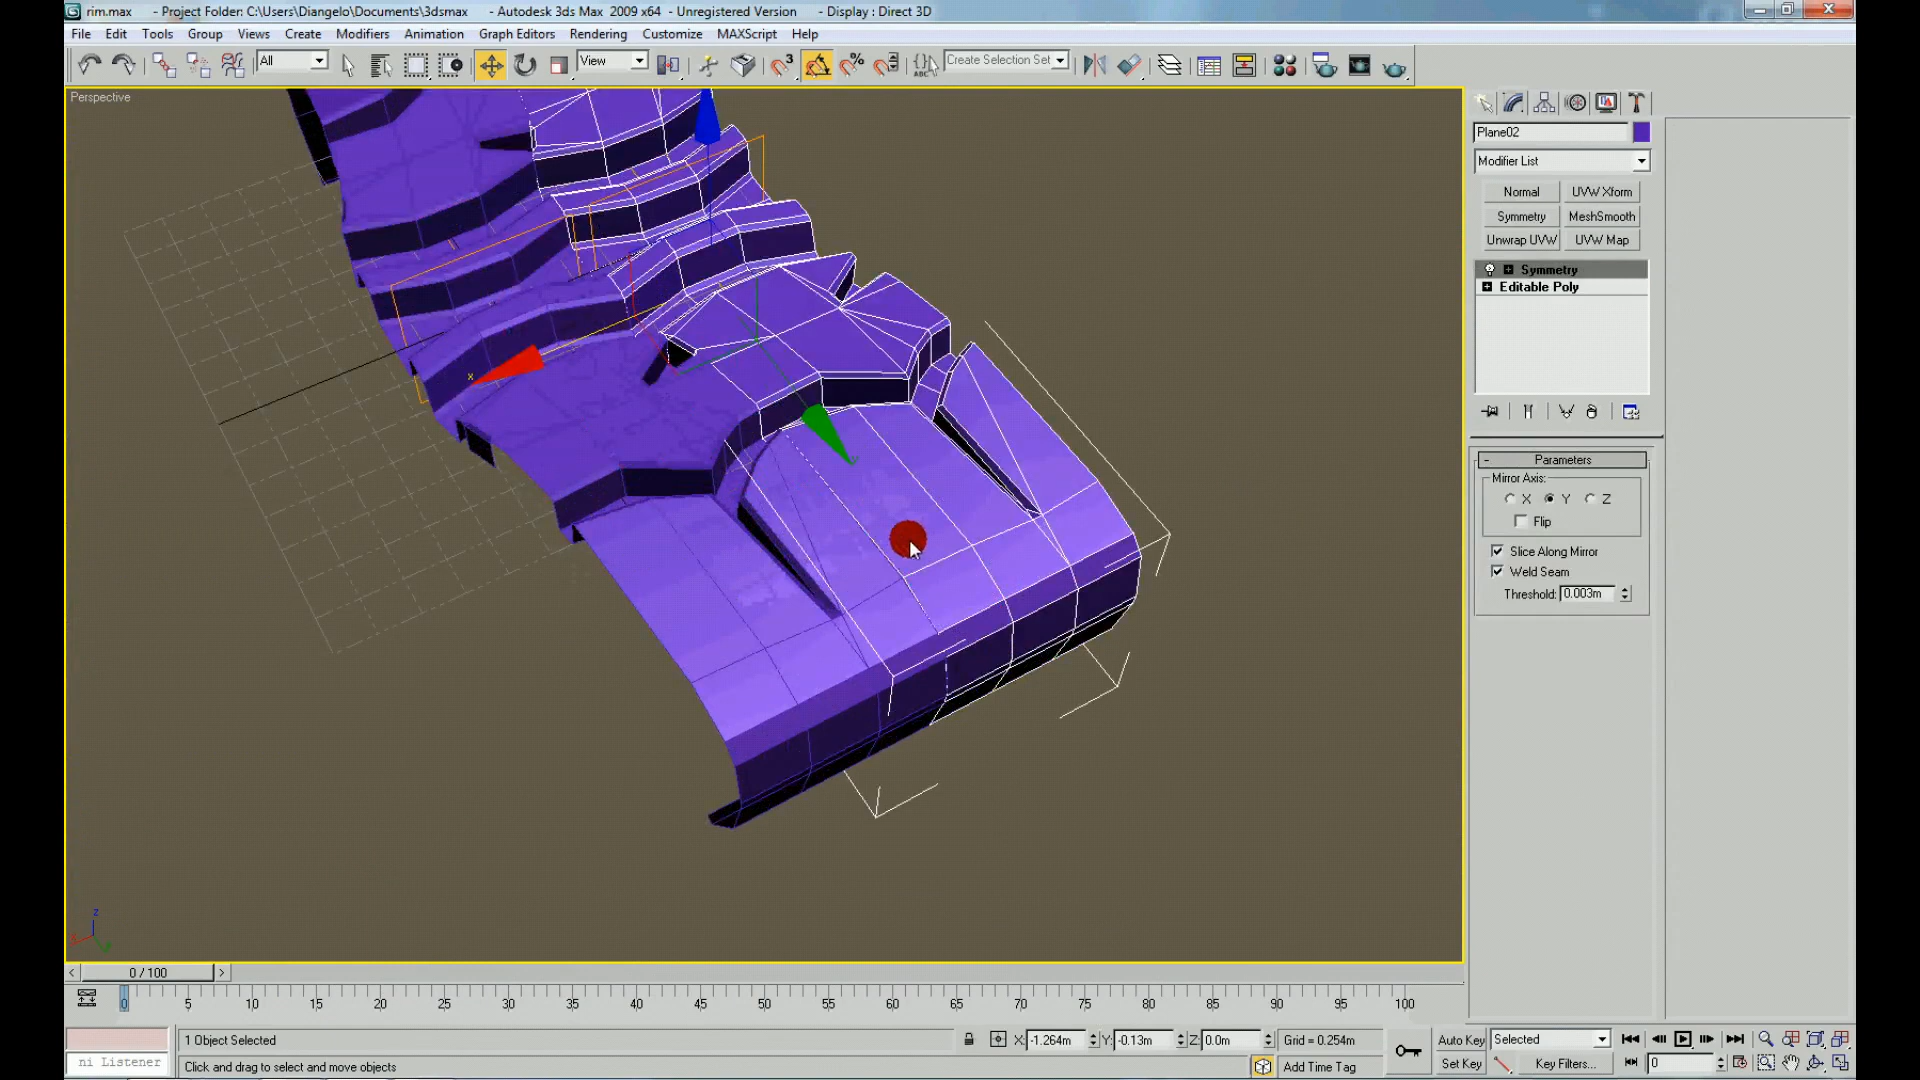 rim.max - Project Folder: C:\Users\Diangelo\Documents\3dsmax - Autodesk 3ds Max 2009 x64 - Unregistered Version - Display : Direct 3D
File Edit Tools Group Views Create Modifiers Animation Graph Editors Rendering Customize MAXScript Help
All View 3 Create Selection Set
Perspective
Plane02
Modifier List
Normal UVW Xform
Symmetry MeshSmooth
Unwrap UVW UVW Map
Symmetry
Editable Poly
- Parameters
Mirror Axis:
X Y Z
Flip
Slice Along Mirror
Weld Seam
Threshold: 0.003m
x
z
0 / 100
0 5 10 15 20 25 30 35 40 45 50 55 60 65 70 75 80 85 90 95 100
1 Object Selected X: -1.264m Y: -0.13m Z: 0.0m Grid = 0.254m Auto Key Selected
ni Listener Click and drag to select and move objects Add Time Tag Set Key Key Filters... 0